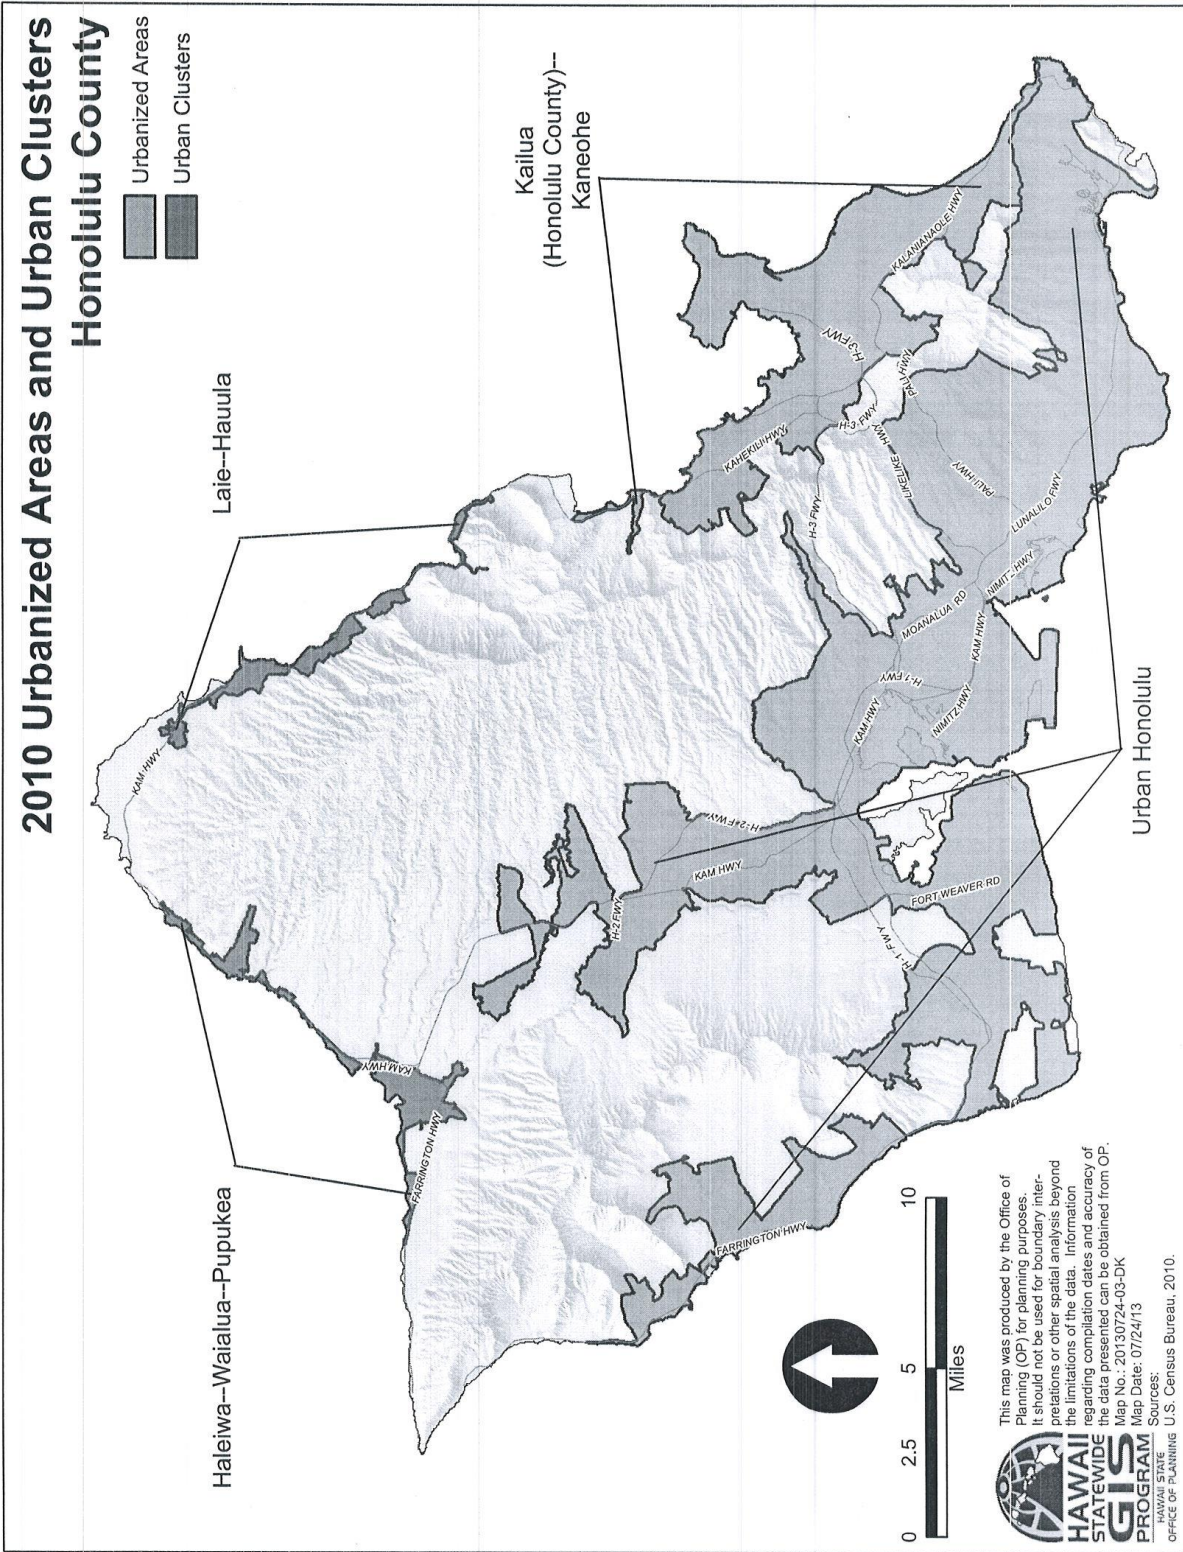 2010 Urbanized Areas and Urban Clusters
Honolulu County
Urbanized Areas
Urban Clusters
Laie--Hauula
Kailua
(Honolulu County)--
Kaneohe
Haleiwa--Waialua--Pupukea
Urban Honolulu
KAM HWY
KAM HWY
FARRINGTON HWY
H-2 FWY
KAM HWY
H-2 FWY
FARRINGTON HWY
H-1 FWY
FORT WEAVER RD
KAM HWY
H-1 FWY
NIMITZ HWY
MOANALUA RD
KAM HWY
NIMITZ HWY
LUNALILO FWY
H-3 FWY
LIKELIKE HWY
PALI HWY
KAHEKILI HWY
H-3 FWY
PALI HWY
H-3 FWY
KALANIANAOLE HWY
0 2.5 5 10
Miles
HAWAII
STATEWIDE
GIS
PROGRAM
HAWAII STATE
OFFICE OF PLANNING
This map was produced by the Office of
Planning (OP) for planning purposes.
It should not be used for boundary inter-
pretations or other spatial analysis beyond
the limitations of the data. Information
regarding compilation dates and accuracy of
the data presented can be obtained from OP.
Map No.: 20130724-03-DK
Map Date: 07/24/13
Sources:
U.S. Census Bureau, 2010.